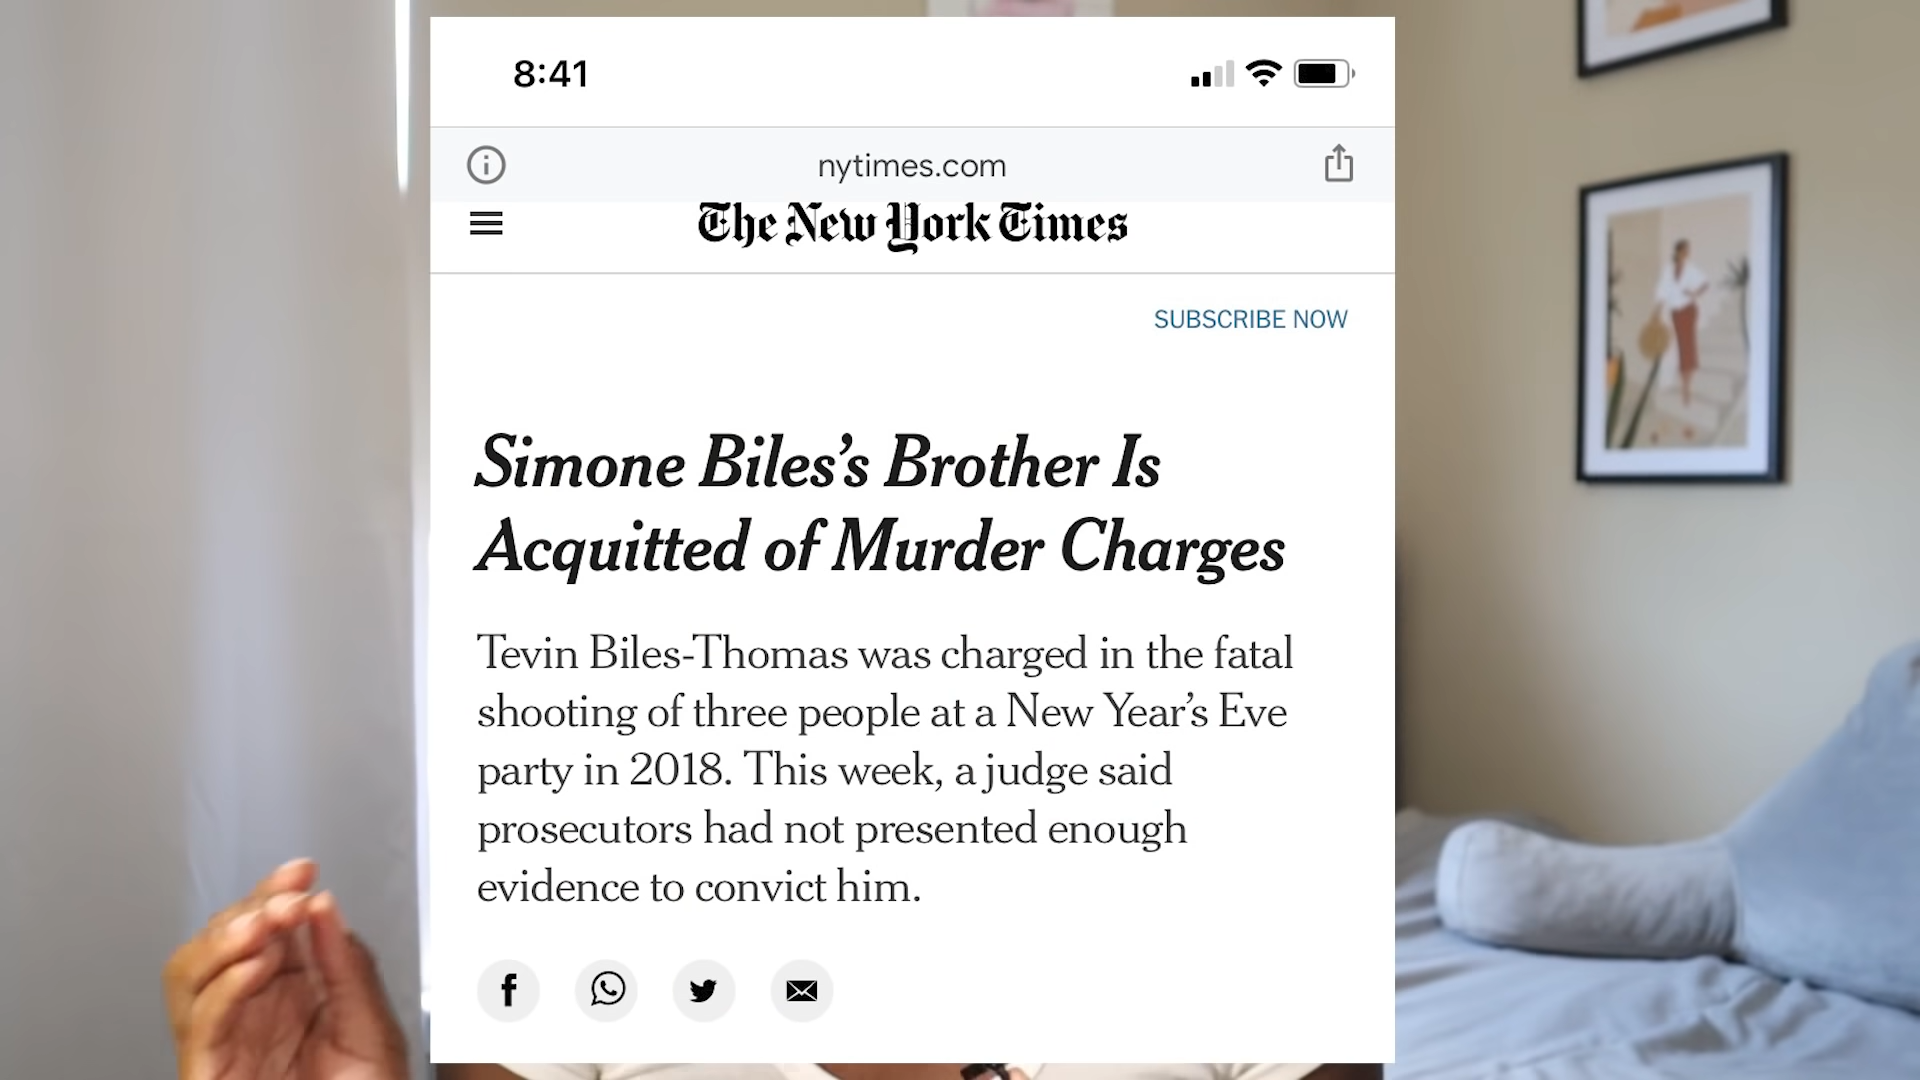 8:41
nytimes.com
The New York Times
SUBSCRIBE NOW
Simone Biles’s Brother Is
Acquitted of Murder Charges
Tevin Biles-Thomas was charged in the fatal
shooting of three people at a New Year’s Eve
party in 2018. This week, a judge said
prosecutors had not presented enough
evidence to convict him.